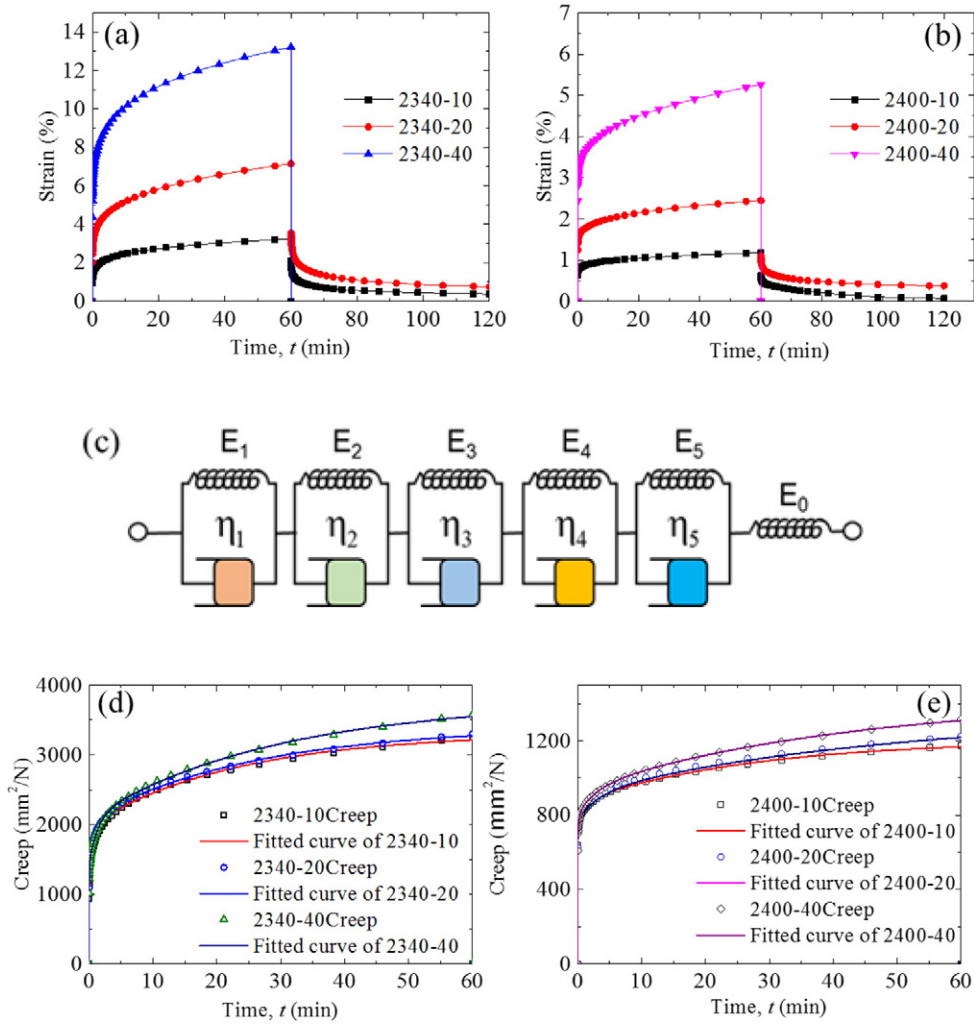 (a)
14
12
10
8
6
4
2
0
Strain (%)
2340-10
2340-20
2340-40
0 20 40 60 80 100 120
Time, t (min)
(b)
7
6
5
4
3
2
1
0
Strain (%)
2400-10
2400-20
2400-40
0 20 40 60 80 100 120
Time, t (min)
(c)
E1 E2 E3 E4 E5 E0
η1 η2 η3 η4 η5
(d)
4000
3000
2000
1000
0
Creep (mm²/N)
2340-10Creep
Fitted curve of 2340-10
2340-20Creep
Fitted curve of 2340-20
2340-40Creep
Fitted curve of 2340-40
0 10 20 30 40 50 60
Time, t (min)
(e)
1200
800
400
0
Creep (mm²/N)
2400-10Creep
Fitted curve of 2400-10
2400-20Creep
Fitted curve of 2400-20
2400-40Creep
Fitted curve of 2400-40
0 10 20 30 40 50 60
Time, t (min)